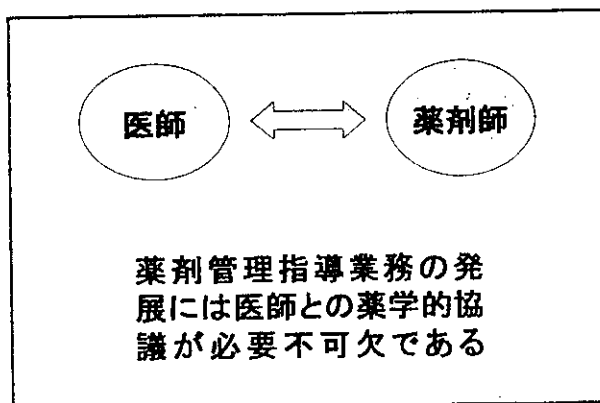 医師
薬剤師
薬剤管理指導業務の発
展には医師との薬学的協
議が必要不可欠である